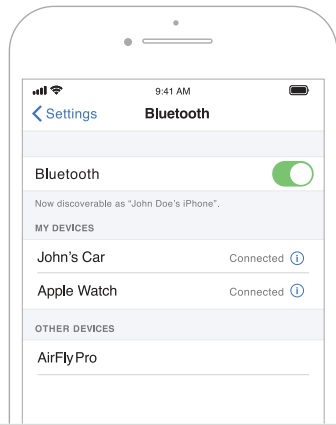 9:41 AM
Settings
Bluetooth
Bluetooth
Now discoverable as “John Doe’s iPhone”.
MY DEVICES
John’s Car Connected
Apple Watch Connected
OTHER DEVICES
AirFly Pro